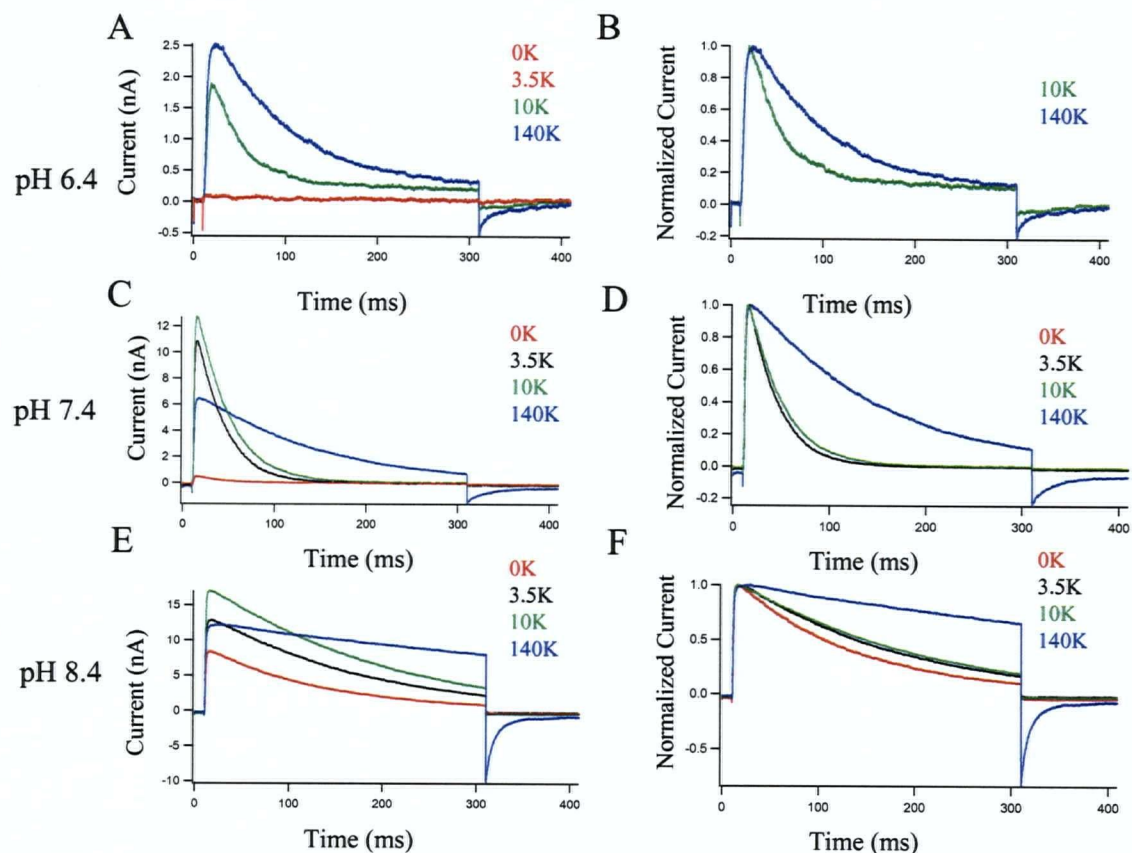 A
Current (nA)
2.5
2.0
1.5
1.0
0.5
0.0
-0.5
0
100
200
300
400
Time (ms)
0K
3.5K
10K
140K
B
Normalized Current
1.0
0.8
0.6
0.4
0.2
0.0
-0.2
0
100
200
300
400
Time (ms)
10K
140K
pH 6.4
C
Current (nA)
12
10
8
6
4
2
0
0
100
200
300
400
Time (ms)
0K
3.5K
10K
140K
D
Normalized Current
1.0
0.8
0.6
0.4
0.2
0.0
-0.2
0
100
200
300
400
Time (ms)
0K
3.5K
10K
140K
pH 7.4
E
Current (nA)
15
10
5
0
-5
-10
0
100
200
300
400
Time (ms)
0K
3.5K
10K
140K
F
Normalized Current
1.0
0.5
0.0
-0.5
0
100
200
300
400
Time (ms)
0K
3.5K
10K
140K
pH 8.4